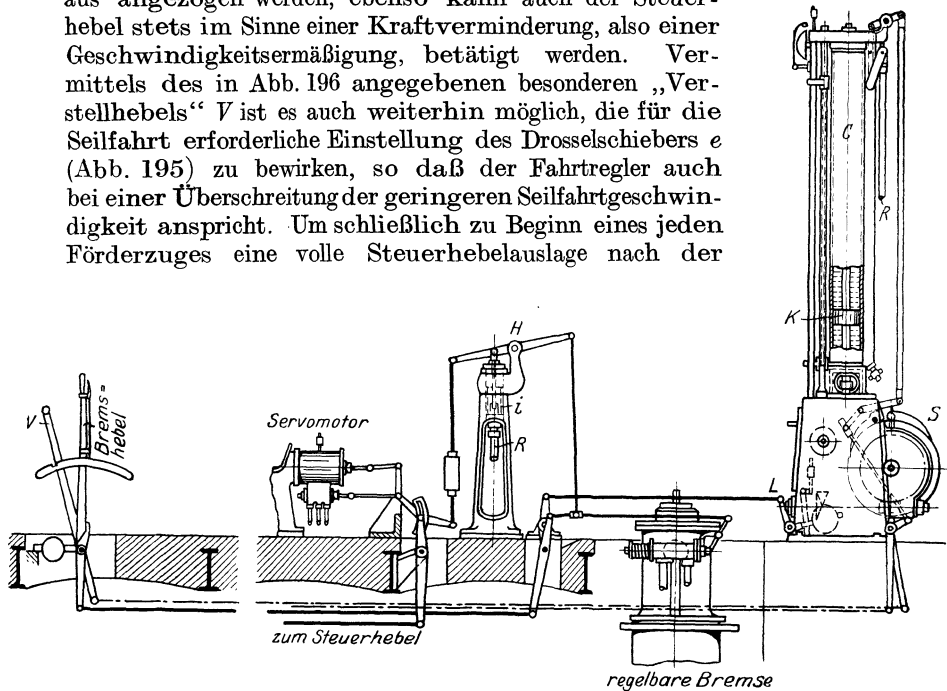 aus angezogen werden, ebenso kann auch der Steuer-
hebel stets im Sinne einer Kraftverminderung, also einer
Geschwindigkeitsermäßigung, betätigt werden. Ver-
mittels des in Abb. 196 angegebenen besonderen „Ver-
stellhebels“ V ist es auch weiterhin möglich, die für die
Seilfahrt erforderliche Einstellung des Drosselschiebers e
(Abb. 195) zu bewirken, so daß der Fahrtregler auch
bei einer Überschreitung der geringeren Seilfahrtgeschwin-
digkeit anspricht. Um schließlich zu Beginn eines jeden
Förderzuges eine volle Steuerhebelauslage nach der
C
R
K
H
V
Brems=
hebel
Servomotor
i
R
S
L
zum Steuerhebel
regelbare Bremse